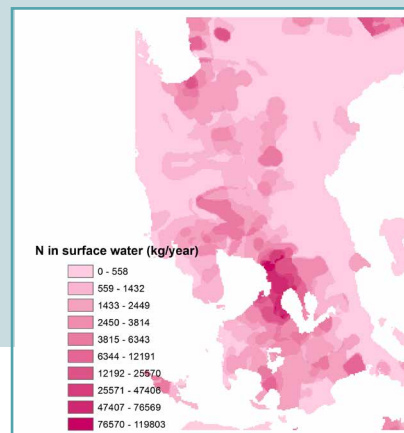 N in surface water (kg/year)
0 - 558
559 - 1432
1433 - 2449
2450 - 3814
3815 - 6343
6344 - 12191
12192 - 25570
25571 - 47406
47407 - 76569
76570 - 119803